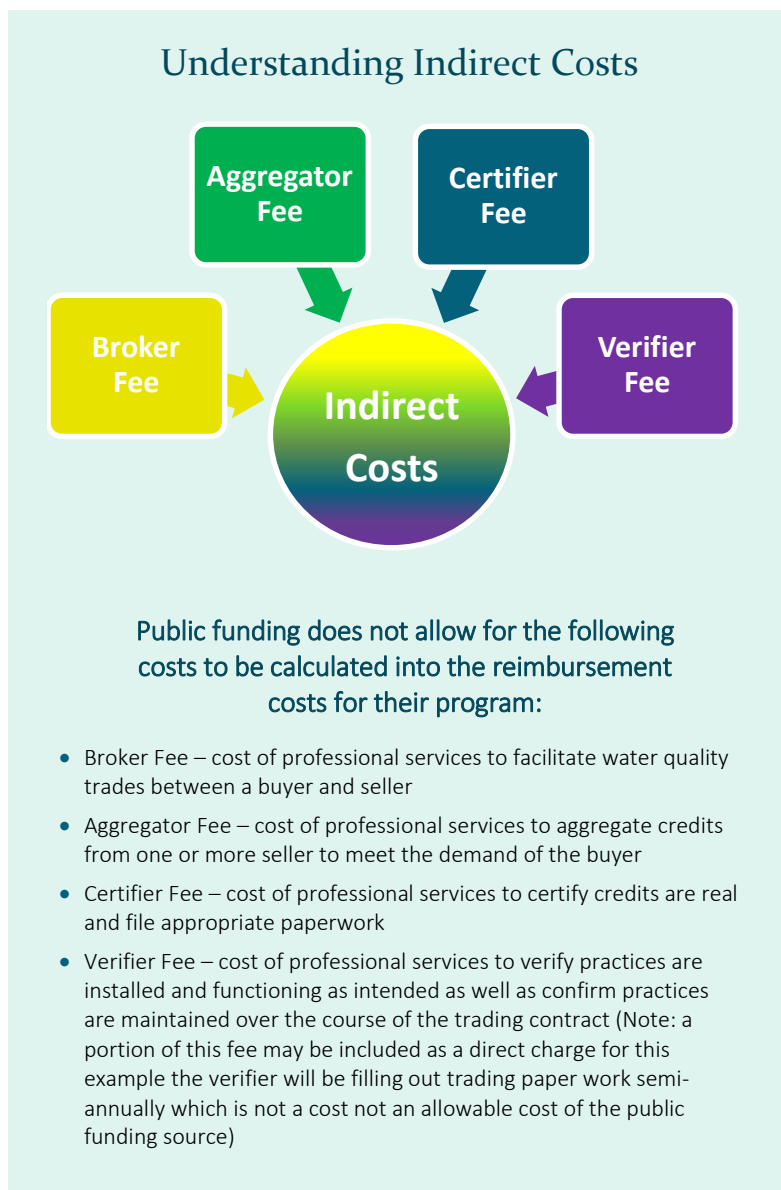 Understanding Indirect Costs
Aggregator
Fee
Certifier
Fee
Broker
Fee
Verifier
Fee
Indirect
Costs
Public funding does not allow for the following
costs to be calculated into the reimbursement
costs for their program:
• Broker Fee – cost of professional services to facilitate water quality
trades between a buyer and seller
• Aggregator Fee – cost of professional services to aggregate credits
from one or more seller to meet the demand of the buyer
• Certifier Fee – cost of professional services to certify credits are real
and file appropriate paperwork
• Verifier Fee – cost of professional services to verify practices are
installed and functioning as intended as well as confirm practices
are maintained over the course of the trading contract (Note: a
portion of this fee may be included as a direct charge for this
example the verifier will be filling out trading paper work semi-
annually which is not a cost not an allowable cost of the public
funding source)